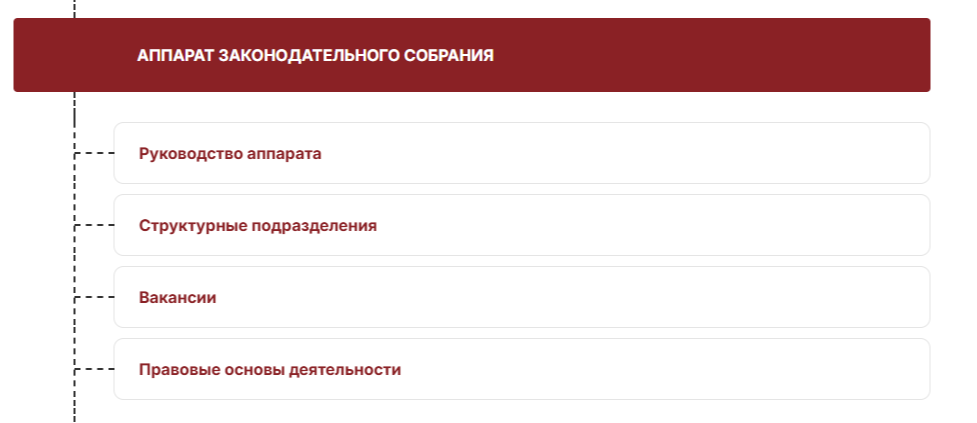 АППАРАТ ЗАКОНОДАТЕЛЬНОГО СОБРАНИЯ
Руководство аппарата
Структурные подразделения
Вакансии
Правовые основы деятельности